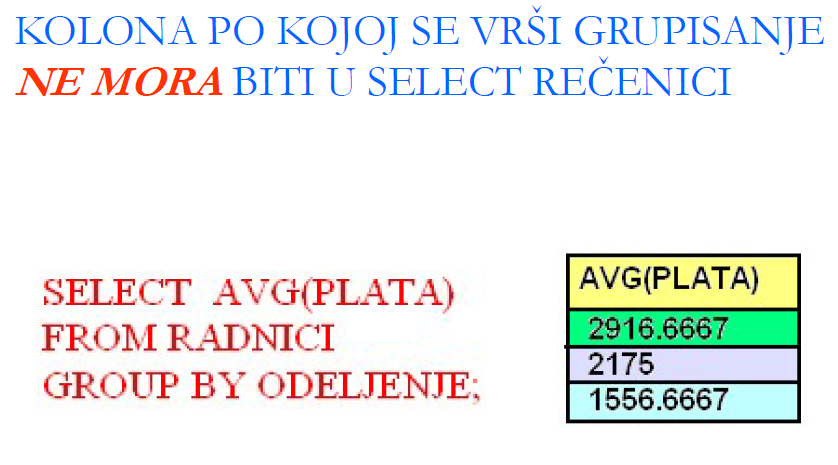 KOLONA PO KOJOJ SE VRŠI GRUPISANJE
NE MORA BITI U SELECT REČENICI
SELECT AVG(PLATA)
FROM RADNICI
GROUP BY ODELJENJE;
AVG(PLATA)
2916.6667
2175
1556.6667